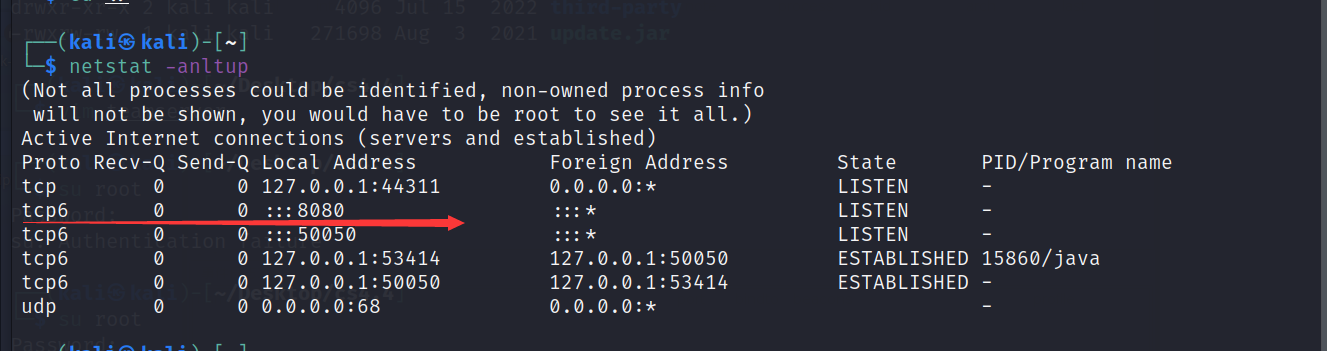 drwxr-xr-x 2 kali kali 4096 Jul 15 2022 third-party
-rwxr-xr-x 1 kali kali 271698 Aug 3 2021 update.jar
┌──(kali㉿kali)-[~]
└─$ netstat -anltup
(Not all processes could be identified, non-owned process info
will not be shown, you would have to be root to see it all.)
Active Internet connections (servers and established)
Proto Recv-Q Send-Q Local Address Foreign Address State PID/Program name
tcp 0 0 127.0.0.1:44311 0.0.0.0:* LISTEN -
tcp6 0 0 :::8080 :::* LISTEN -
tcp6 0 0 :::50050 :::* LISTEN -
tcp6 0 0 127.0.0.1:53414 127.0.0.1:50050 ESTABLISHED 15860/java
tcp6 0 0 127.0.0.1:50050 127.0.0.1:53414 ESTABLISHED -
udp 0 0 0.0.0.0:68 0.0.0.0:* -
su root
Password:
(kali㉿kali)-[~]